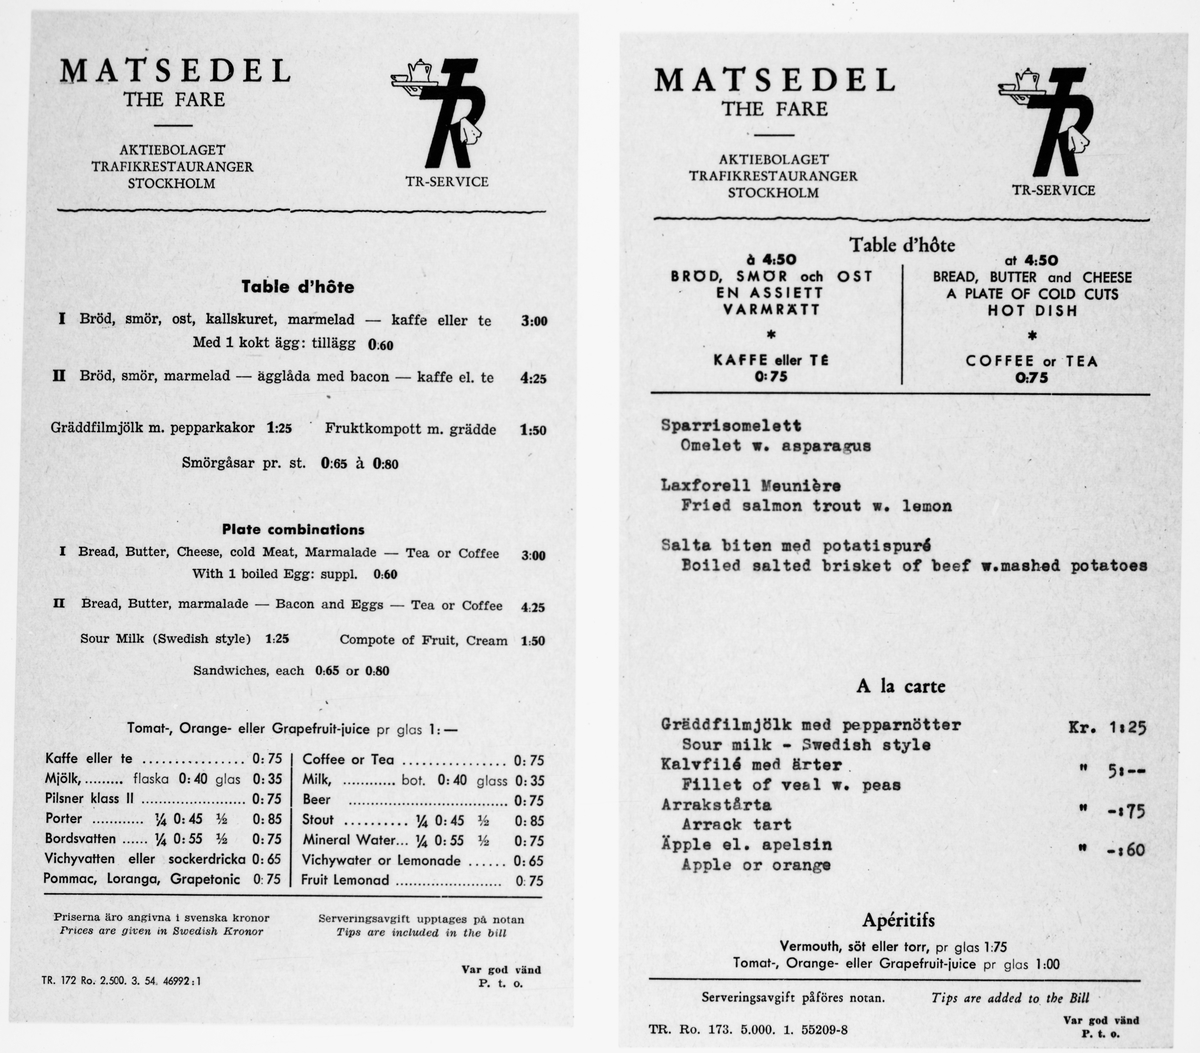 MATSEDEL
THE FARE
AKTIEBOLAGET
TRAFIKRESTAURANGER
STOCKHOLM
TR
TR-SERVICE
Table d'hôte
I Bröd, smör, ost, kallskuret, marmelad — kaffe eller te 3:00
Med 1 kokt ägg: tillägg 0:60
II Bröd, smör, marmelad — ägglåda med bacon — kaffe el. te 4:25
Gräddfilmjölk m. pepparkakor 1:25 Fruktkompott m. grädde 1:50
Smörgåsar pr. st. 0:65 à 0:80
Plate combinations
I Bread, Butter, Cheese, cold Meat, Marmalade — Tea or Coffee 3:00
With 1 boiled Egg: suppl. 0:60
II Bread, Butter, marmalade — Bacon and Eggs — Tea or Coffee 4:25
Sour Milk (Swedish style) 1:25 Compote of Fruit, Cream 1:50
Sandwiches, each 0:65 or 0:80
Tomat-, Orange- eller Grapefruit-juice pr glas 1:—
Kaffe eller te ................ 0:75
Mjölk, ......... flaska 0:40 glas 0:35
Pilsner klass II ........................ 0:75
Porter ............ ¼ 0:45 ½ 0:85
Bordsvatten ...... ¼ 0:55 ½ 0:75
Vichyvatten eller sockerdricka 0:65
Pommac, Loranga, Grapetonic 0:75
Coffee or Tea ................ 0:75
Milk, ............ bot. 0:40 glass 0:35
Beer ..................................... 0:75
Stout .......... ¼ 0:45 ½ 0:85
Mineral Water... ¼ 0:55 ½ 0:75
Vichywater or Lemonade ...... 0:65
Fruit Lemonad ........................ 0:75
Priserna äro angivna i svenska kronor
Prices are given in Swedish Kronor
Serveringsavgift upptages på notan
Tips are included in the bill
TR. 172 Ro. 2.500. 3. 54. 46992:1
Var god vänd
P. t. o.
MATSEDEL
THE FARE
AKTIEBOLAGET
TRAFIKRESTAURANGER
STOCKHOLM
TR
TR-SERVICE
Table d'hôte
à 4:50
BRÖD, SMÖR och OST
EN ASSIETT
VARMRÄTT
*
KAFFE eller TE
0:75
at 4:50
BREAD, BUTTER and CHEESE
A PLATE OF COLD CUTS
HOT DISH
*
COFFEE or TEA
0:75
Sparrisomelett
Omelet w. asparagus
Laxforell Meunière
Fried salmon trout w. lemon
Salta biten med potatispuré
Boiled salted brisket of beef w.mashed potatoes
A la carte
Gräddfilmjölk med pepparnötter Kr. 1:25
Sour milk - Swedish style
Kalvfilé med ärter " 5:--
Fillet of veal w. peas
Arrakstårta " -:75
Arrack tart
Äpple el. apelsin " -:60
Apple or orange
Apéritifs
Vermouth, söt eller torr, pr glas 1:75
Tomat-, Orange- eller Grapefruit-juice pr glas 1:00
Serveringsavgift påföres notan. Tips are added to the Bill
TR. Ro. 173. 5.000. 1. 55209-8
Var god vänd
P. t. o.